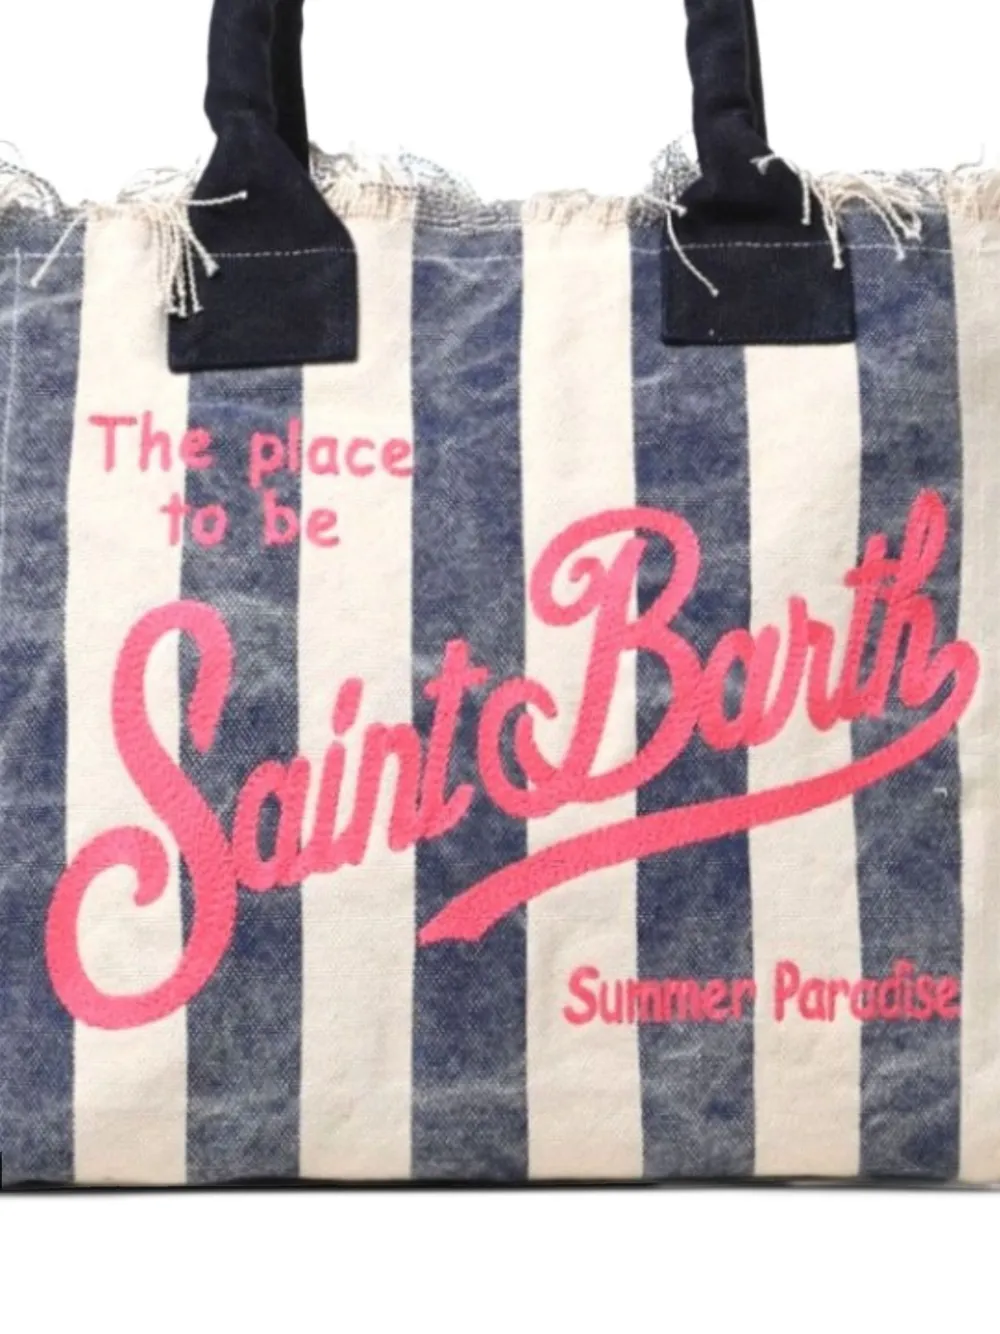 The place
to be
Saint Barth
Summer Paradise